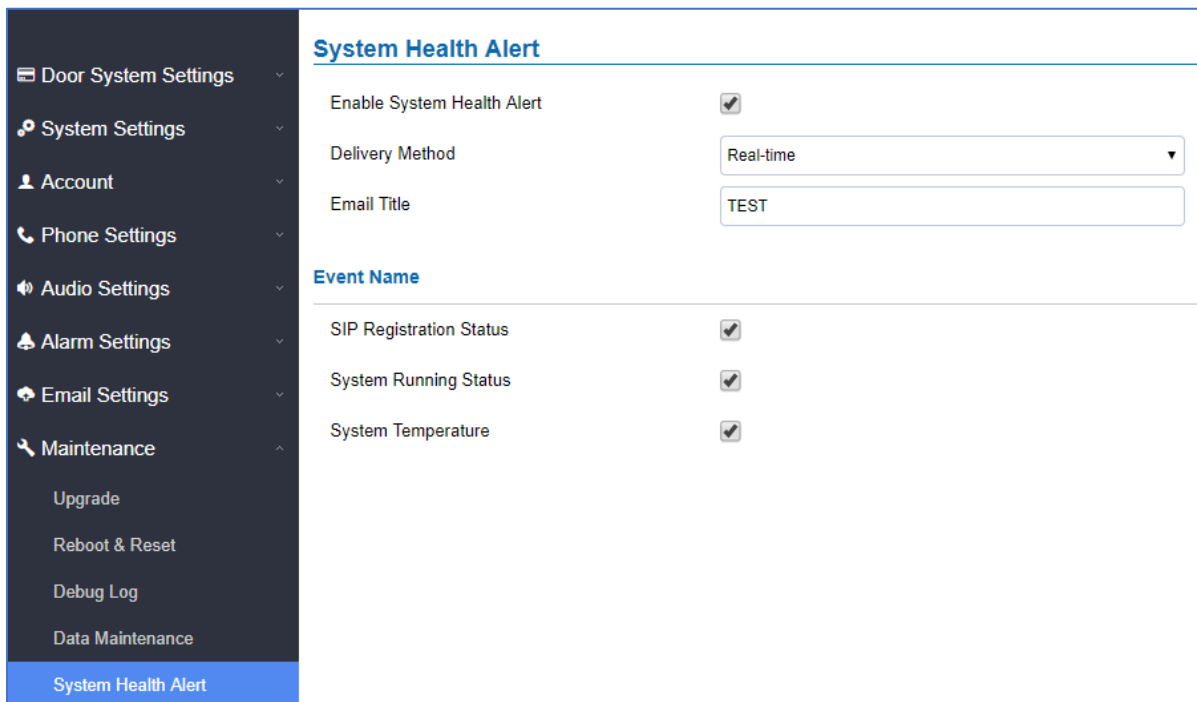 Door System Settings
System Settings
Account
Phone Settings
Audio Settings
Alarm Settings
Email Settings
Maintenance
Upgrade
Reboot & Reset
Debug Log
Data Maintenance
System Health Alert
System Health Alert
Enable System Health Alert
Delivery Method Real-time
Email Title TEST
Event Name
SIP Registration Status
System Running Status
System Temperature